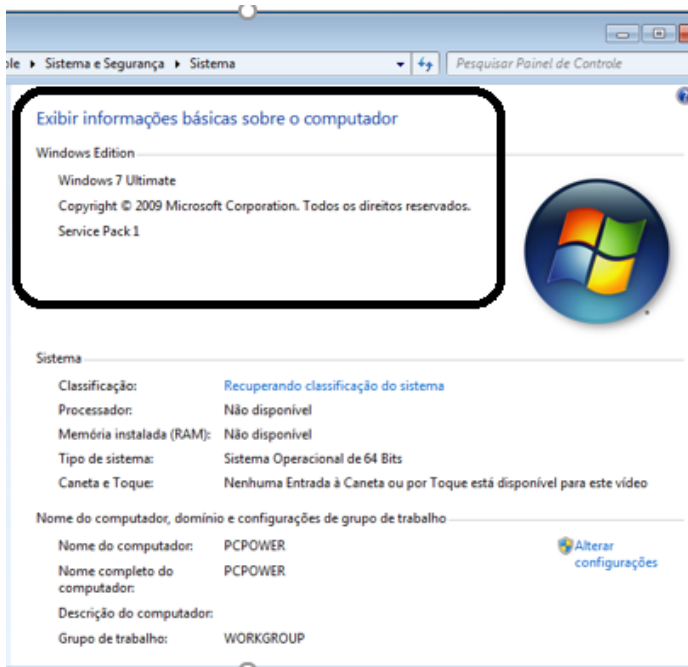 ole ▸ Sistema e Segurança ▸ Sistema
Pesquisar Painel de Controle
Exibir informações básicas sobre o computador
Windows Edition
Windows 7 Ultimate
Copyright © 2009 Microsoft Corporation. Todos os direitos reservados.
Service Pack 1
Sistema
Classificação: Recuperando classificação do sistema
Processador: Não disponível
Memória instalada (RAM): Não disponível
Tipo de sistema: Sistema Operacional de 64 Bits
Caneta e Toque: Nenhuma Entrada à Caneta ou por Toque está disponível para este vídeo
Nome do computador, domínio e configurações de grupo de trabalho
Nome do computador: PCPOWER
Alterar
configurações
Nome completo do PCPOWER
computador:
Descrição do computador:
Grupo de trabalho: WORKGROUP